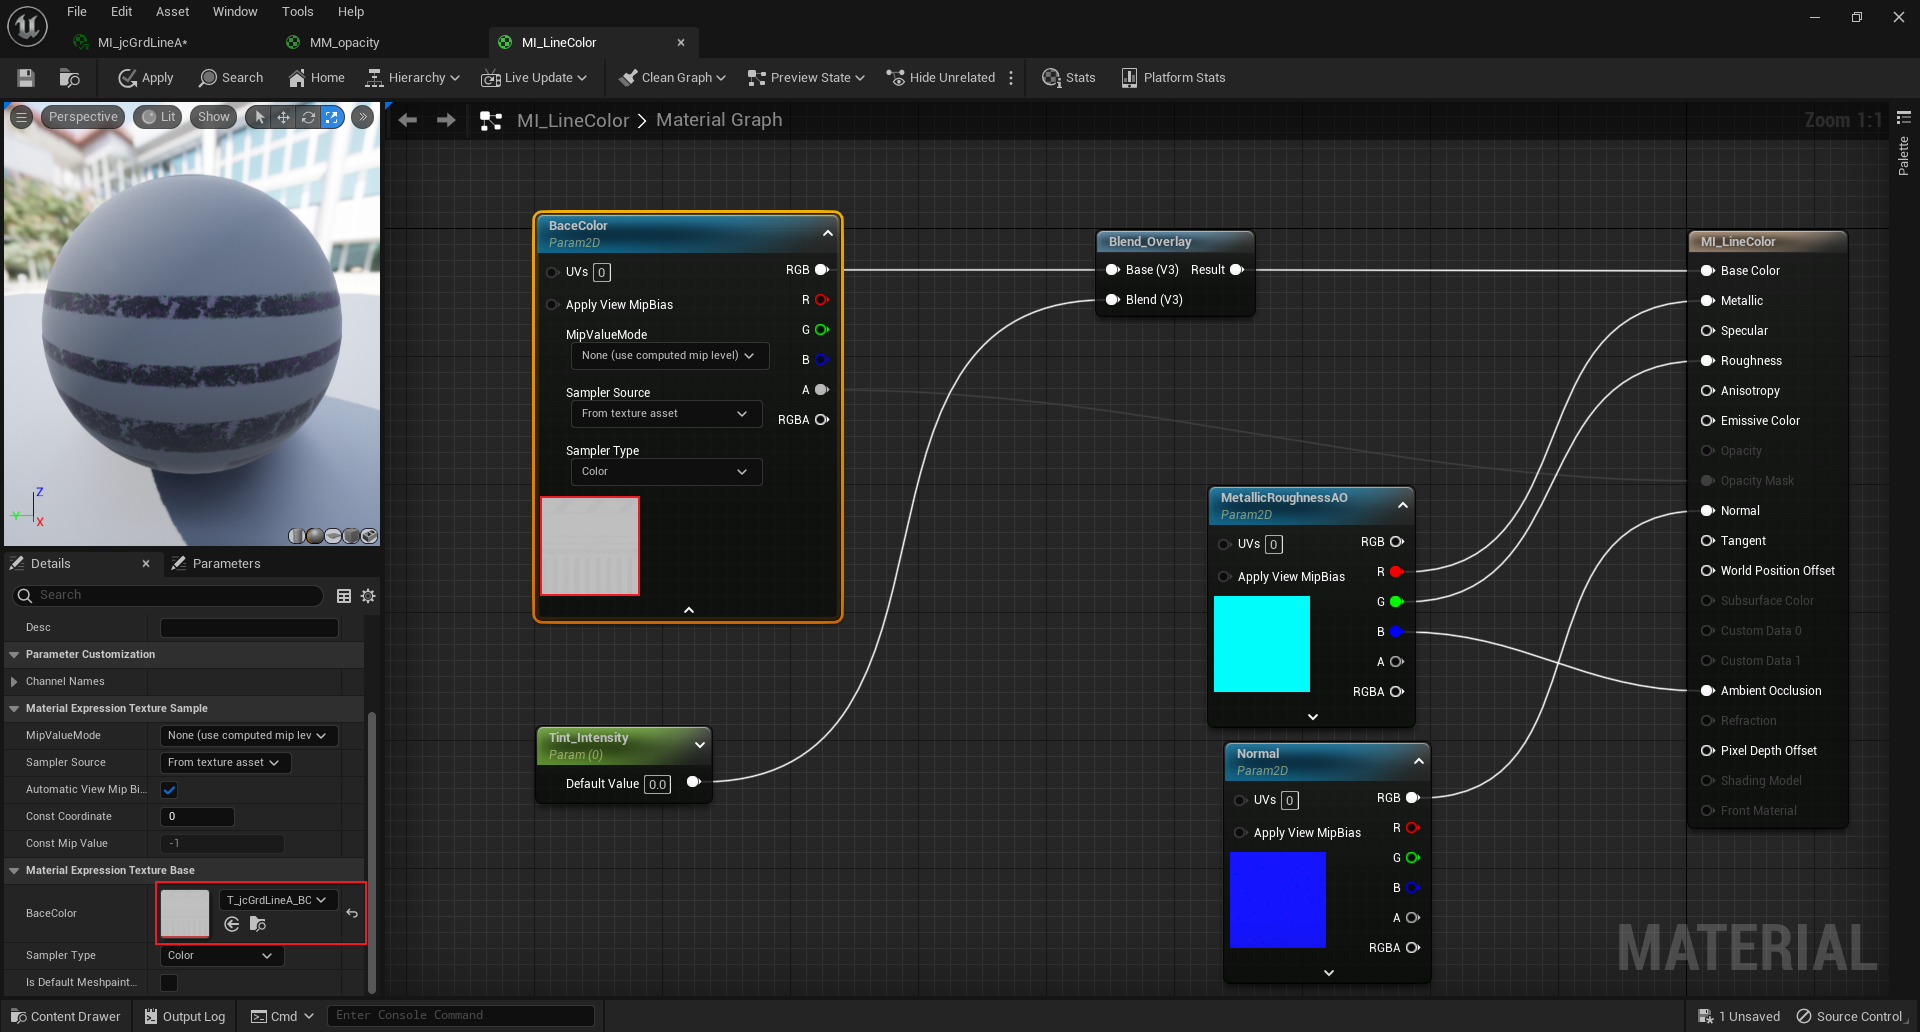 File Edit Asset Window Tools Help
MI_jcGrdLineA*
MM_opacity
MI_LineColor
Apply Search Home Hierarchy Live Update Clean Graph Preview State Hide Unrelated Stats Platform Stats
Perspective Lit Show
MI_LineColor > Material Graph
Zoom 1:1
Palette
Z
Y
X
BaceColor
Param2D
UVs 0
Apply View MipBias
MipValueMode
None (use computed mip level)
Sampler Source
From texture asset
Sampler Type
Color
RGB
R
G
B
A
RGBA
Tint_Intensity
Param (0)
Default Value 0.0
Blend_Overlay
Base (V3) Result
Blend (V3)
MetallicRoughnessAO
Param2D
UVs 0
Apply View MipBias
RGB
R
G
B
A
RGBA
Normal
Param2D
UVs 0
Apply View MipBias
RGB
R
G
B
A
RGBA
MI_LineColor
Base Color
Metallic
Specular
Roughness
Anisotropy
Emissive Color
Opacity
Opacity Mask
Normal
Tangent
World Position Offset
Subsurface Color
Custom Data 0
Custom Data 1
Ambient Occlusion
Refraction
Pixel Depth Offset
Shading Model
Front Material
MATERIAL
Details Parameters
Search
Desc
Parameter Customization
Channel Names
Material Expression Texture Sample
MipValueMode None (use computed mip lev
Sampler Source From texture asset
Automatic View Mip Bi...
Const Coordinate 0
Const Mip Value -1
Material Expression Texture Base
BaceColor T_jcGrdLineA_BC
Sampler Type Color
Is Default Meshpaint...
Content Drawer Output Log Cmd Enter Console Command 1 Unsaved Source Control